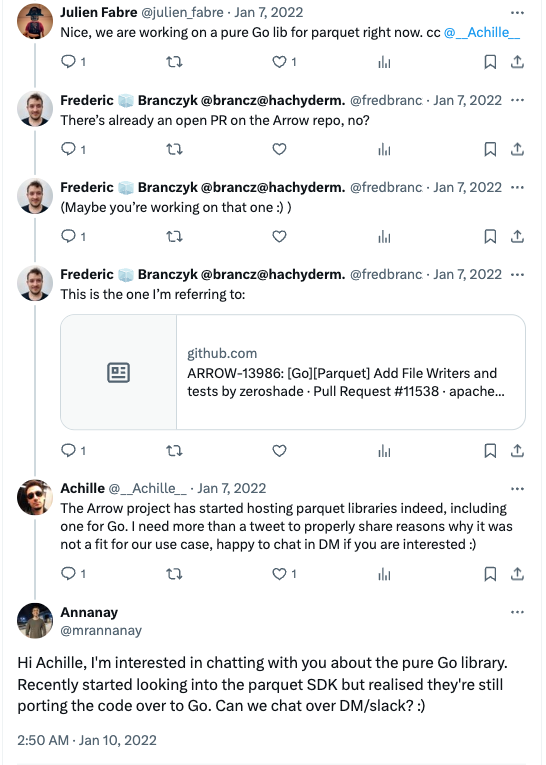 Julien Fabre @julien_fabre · Jan 7, 2022
Nice, we are working on a pure Go lib for parquet right now. cc @__Achille__
1
1
Frederic 🧊 Branczyk @brancz@hachyderm. @fredbranc · Jan 7, 2022
There's already an open PR on the Arrow repo, no?
1
Frederic 🧊 Branczyk @brancz@hachyderm. @fredbranc · Jan 7, 2022
(Maybe you're working on that one :) )
1
Frederic 🧊 Branczyk @brancz@hachyderm. @fredbranc · Jan 7, 2022
This is the one I'm referring to:
github.com
ARROW-13986: [Go][Parquet] Add File Writers and
tests by zeroshade · Pull Request #11538 · apache...
1
Achille @__Achille__ · Jan 7, 2022
The Arrow project has started hosting parquet libraries indeed, including
one for Go. I need more than a tweet to properly share reasons why it was
not a fit for our use case, happy to chat in DM if you are interested :)
1
1
Annanay
@mrannanay
Hi Achille, I'm interested in chatting with you about the pure Go library.
Recently started looking into the parquet SDK but realised they're still
porting the code over to Go. Can we chat over DM/slack? :)
2:50 AM · Jan 10, 2022